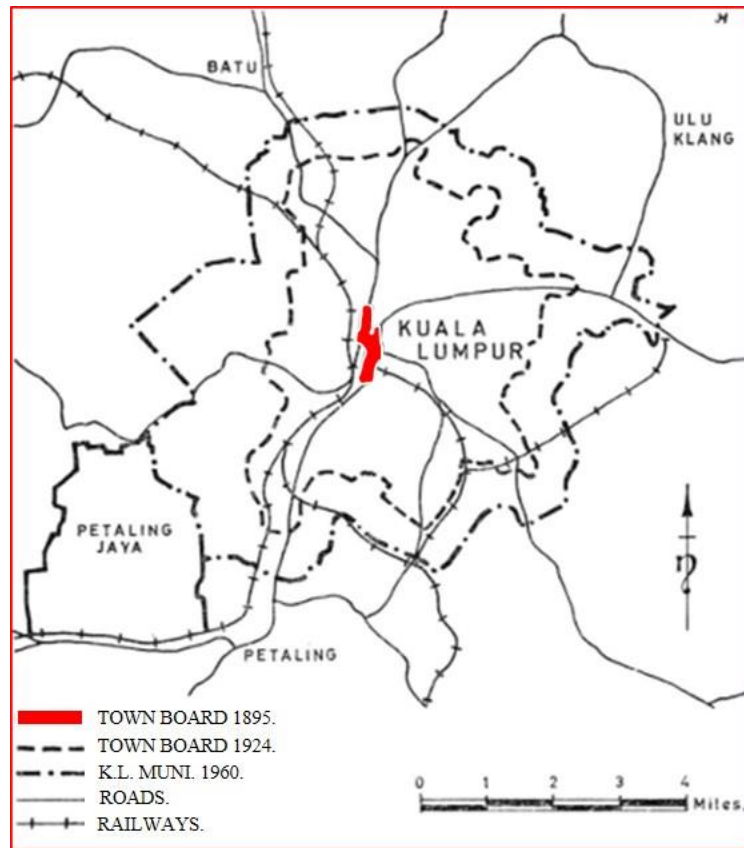 BATU
ULU
KLANG
KUALA
LUMPUR
PETALING
JAYA
PETALING
TOWN BOARD 1895.
TOWN BOARD 1924.
K.L. MUNI. 1960.
ROADS.
RAILWAYS.
0 1 2 3 4
Miles.